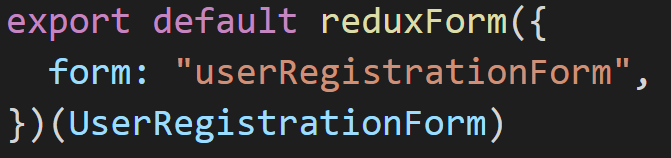 export default reduxForm({
  form: "userRegistrationForm",
})(UserRegistrationForm)